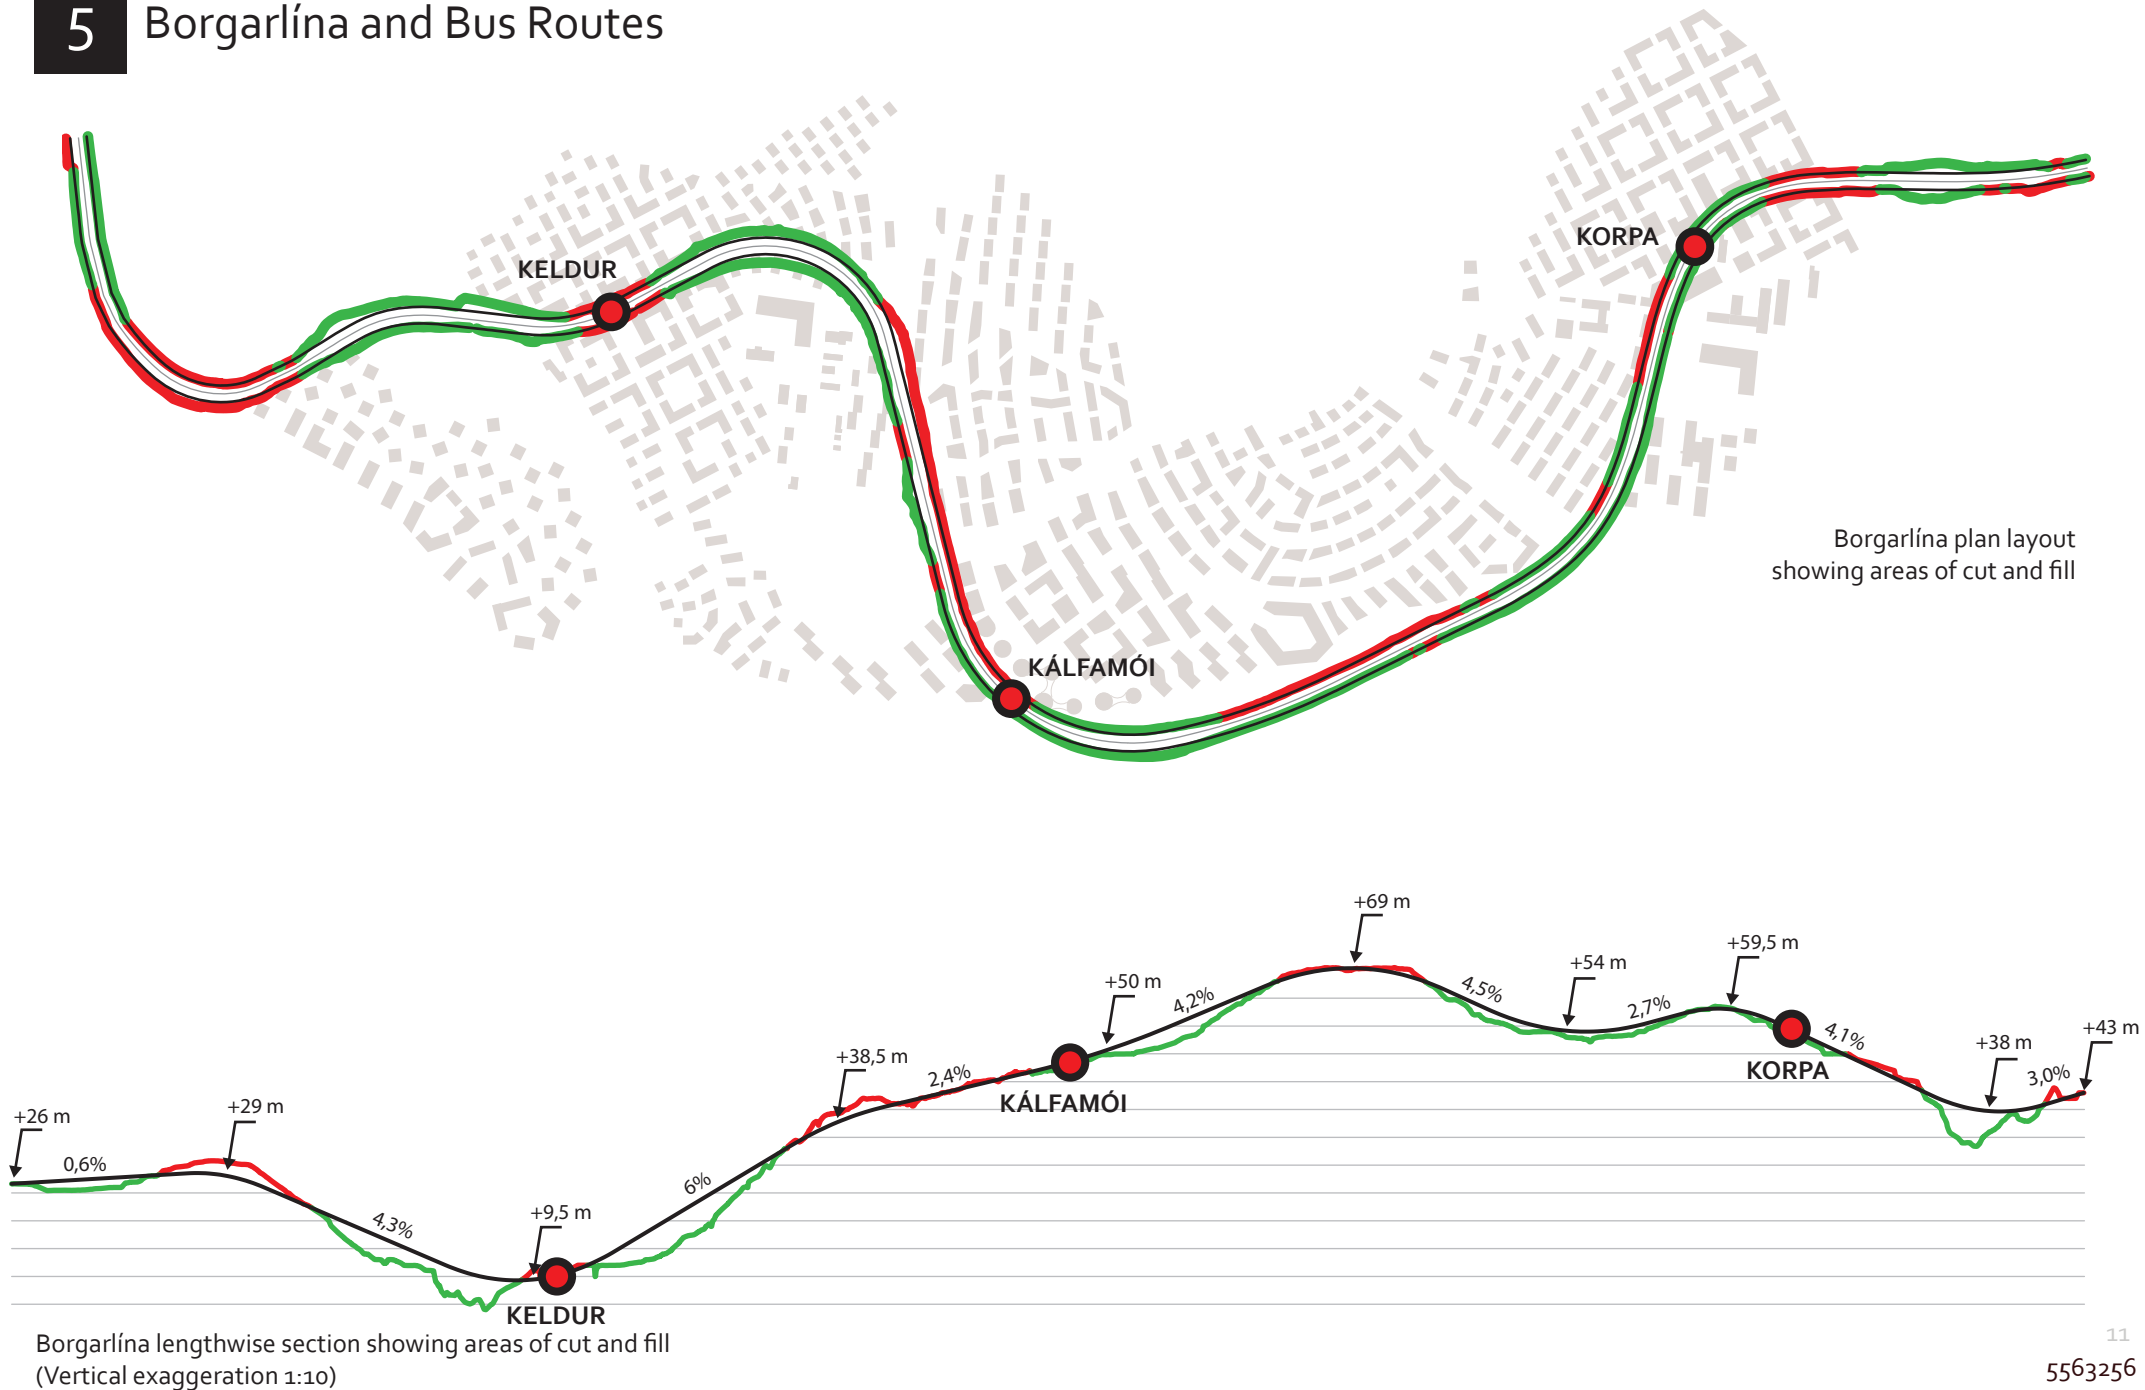 5
Borgarlína and Bus Routes
KELDUR
KORPA
Borgarlína plan layout
showing areas of cut and fill
KÁLFAMÓI
+69 m
+59,5 m
+54 m
+50 m
4,2%
4,5%
2,7%
4,1%
+43 m
+38 m
+38,5 m
2,4%
3,0%
KORPA
KÁLFAMÓI
+26 m
+29 m
0,6%
6%
4,3%
+9,5 m
KELDUR
Borgarlína lengthwise section showing areas of cut and fill
(Vertical exaggeration 1:10)
11
5563256